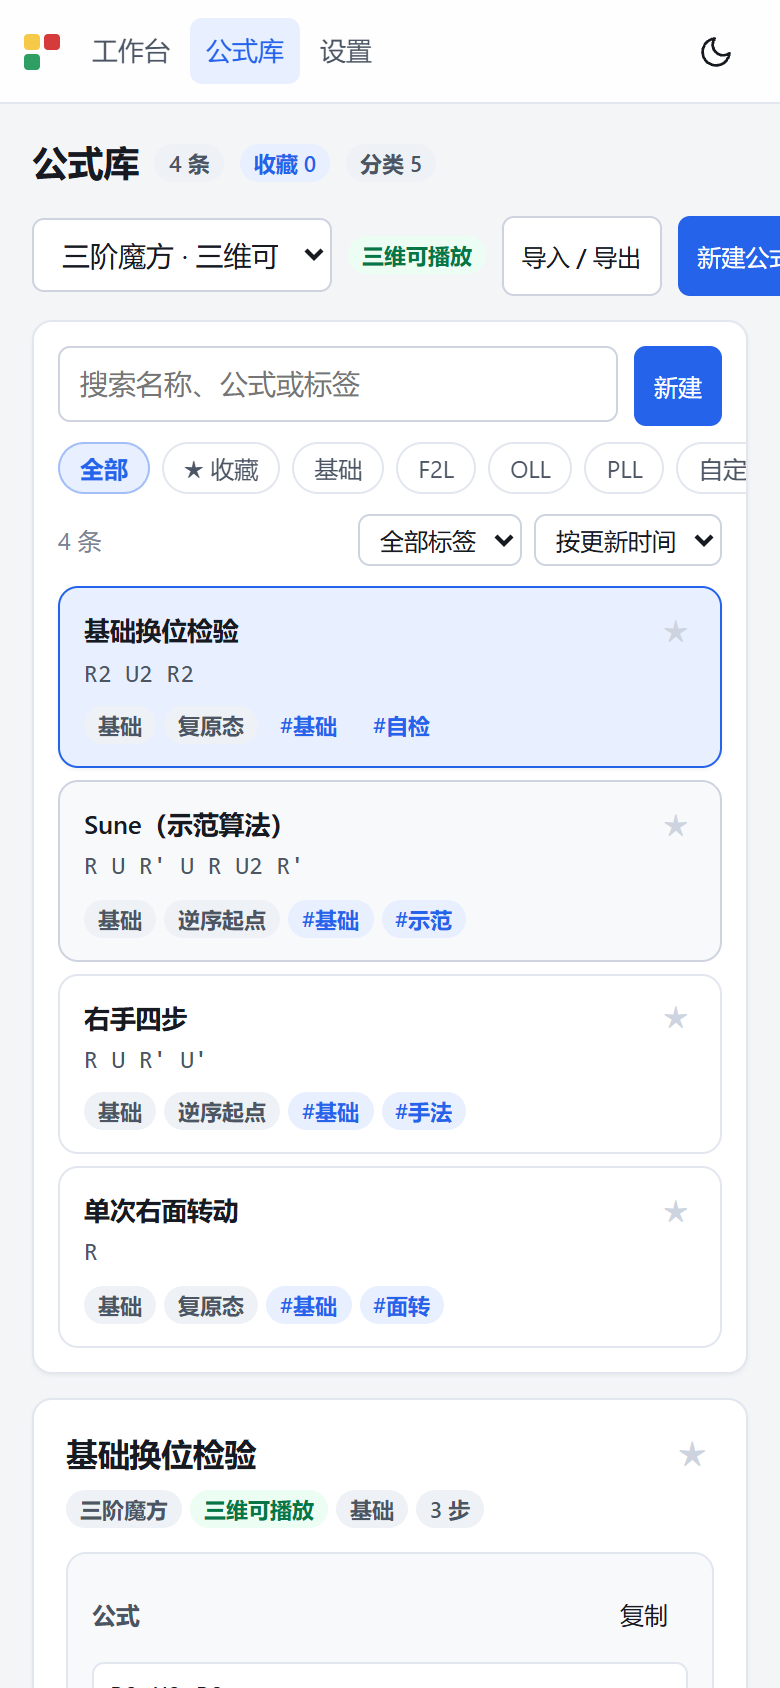 工作台 公式库 设置
公式库 4 条 收藏 0 分类 5
三阶魔方 · 三维可 三维可播放 导入 / 导出 新建公
搜索名称、公式或标签 新建
全部 ★ 收藏 基础 F2L OLL PLL 自定
4 条 全部标签 按更新时间
基础换位检验 ★
R2 U2 R2
基础 复原态 #基础 #自检
Sune（示范算法） ★
R U R' U R U2 R'
基础 逆序起点 #基础 #示范
右手四步 ★
R U R' U'
基础 逆序起点 #基础 #手法
单次右面转动 ★
R
基础 复原态 #基础 #面转
基础换位检验 ★
三阶魔方 三维可播放 基础 3 步
公式 复制